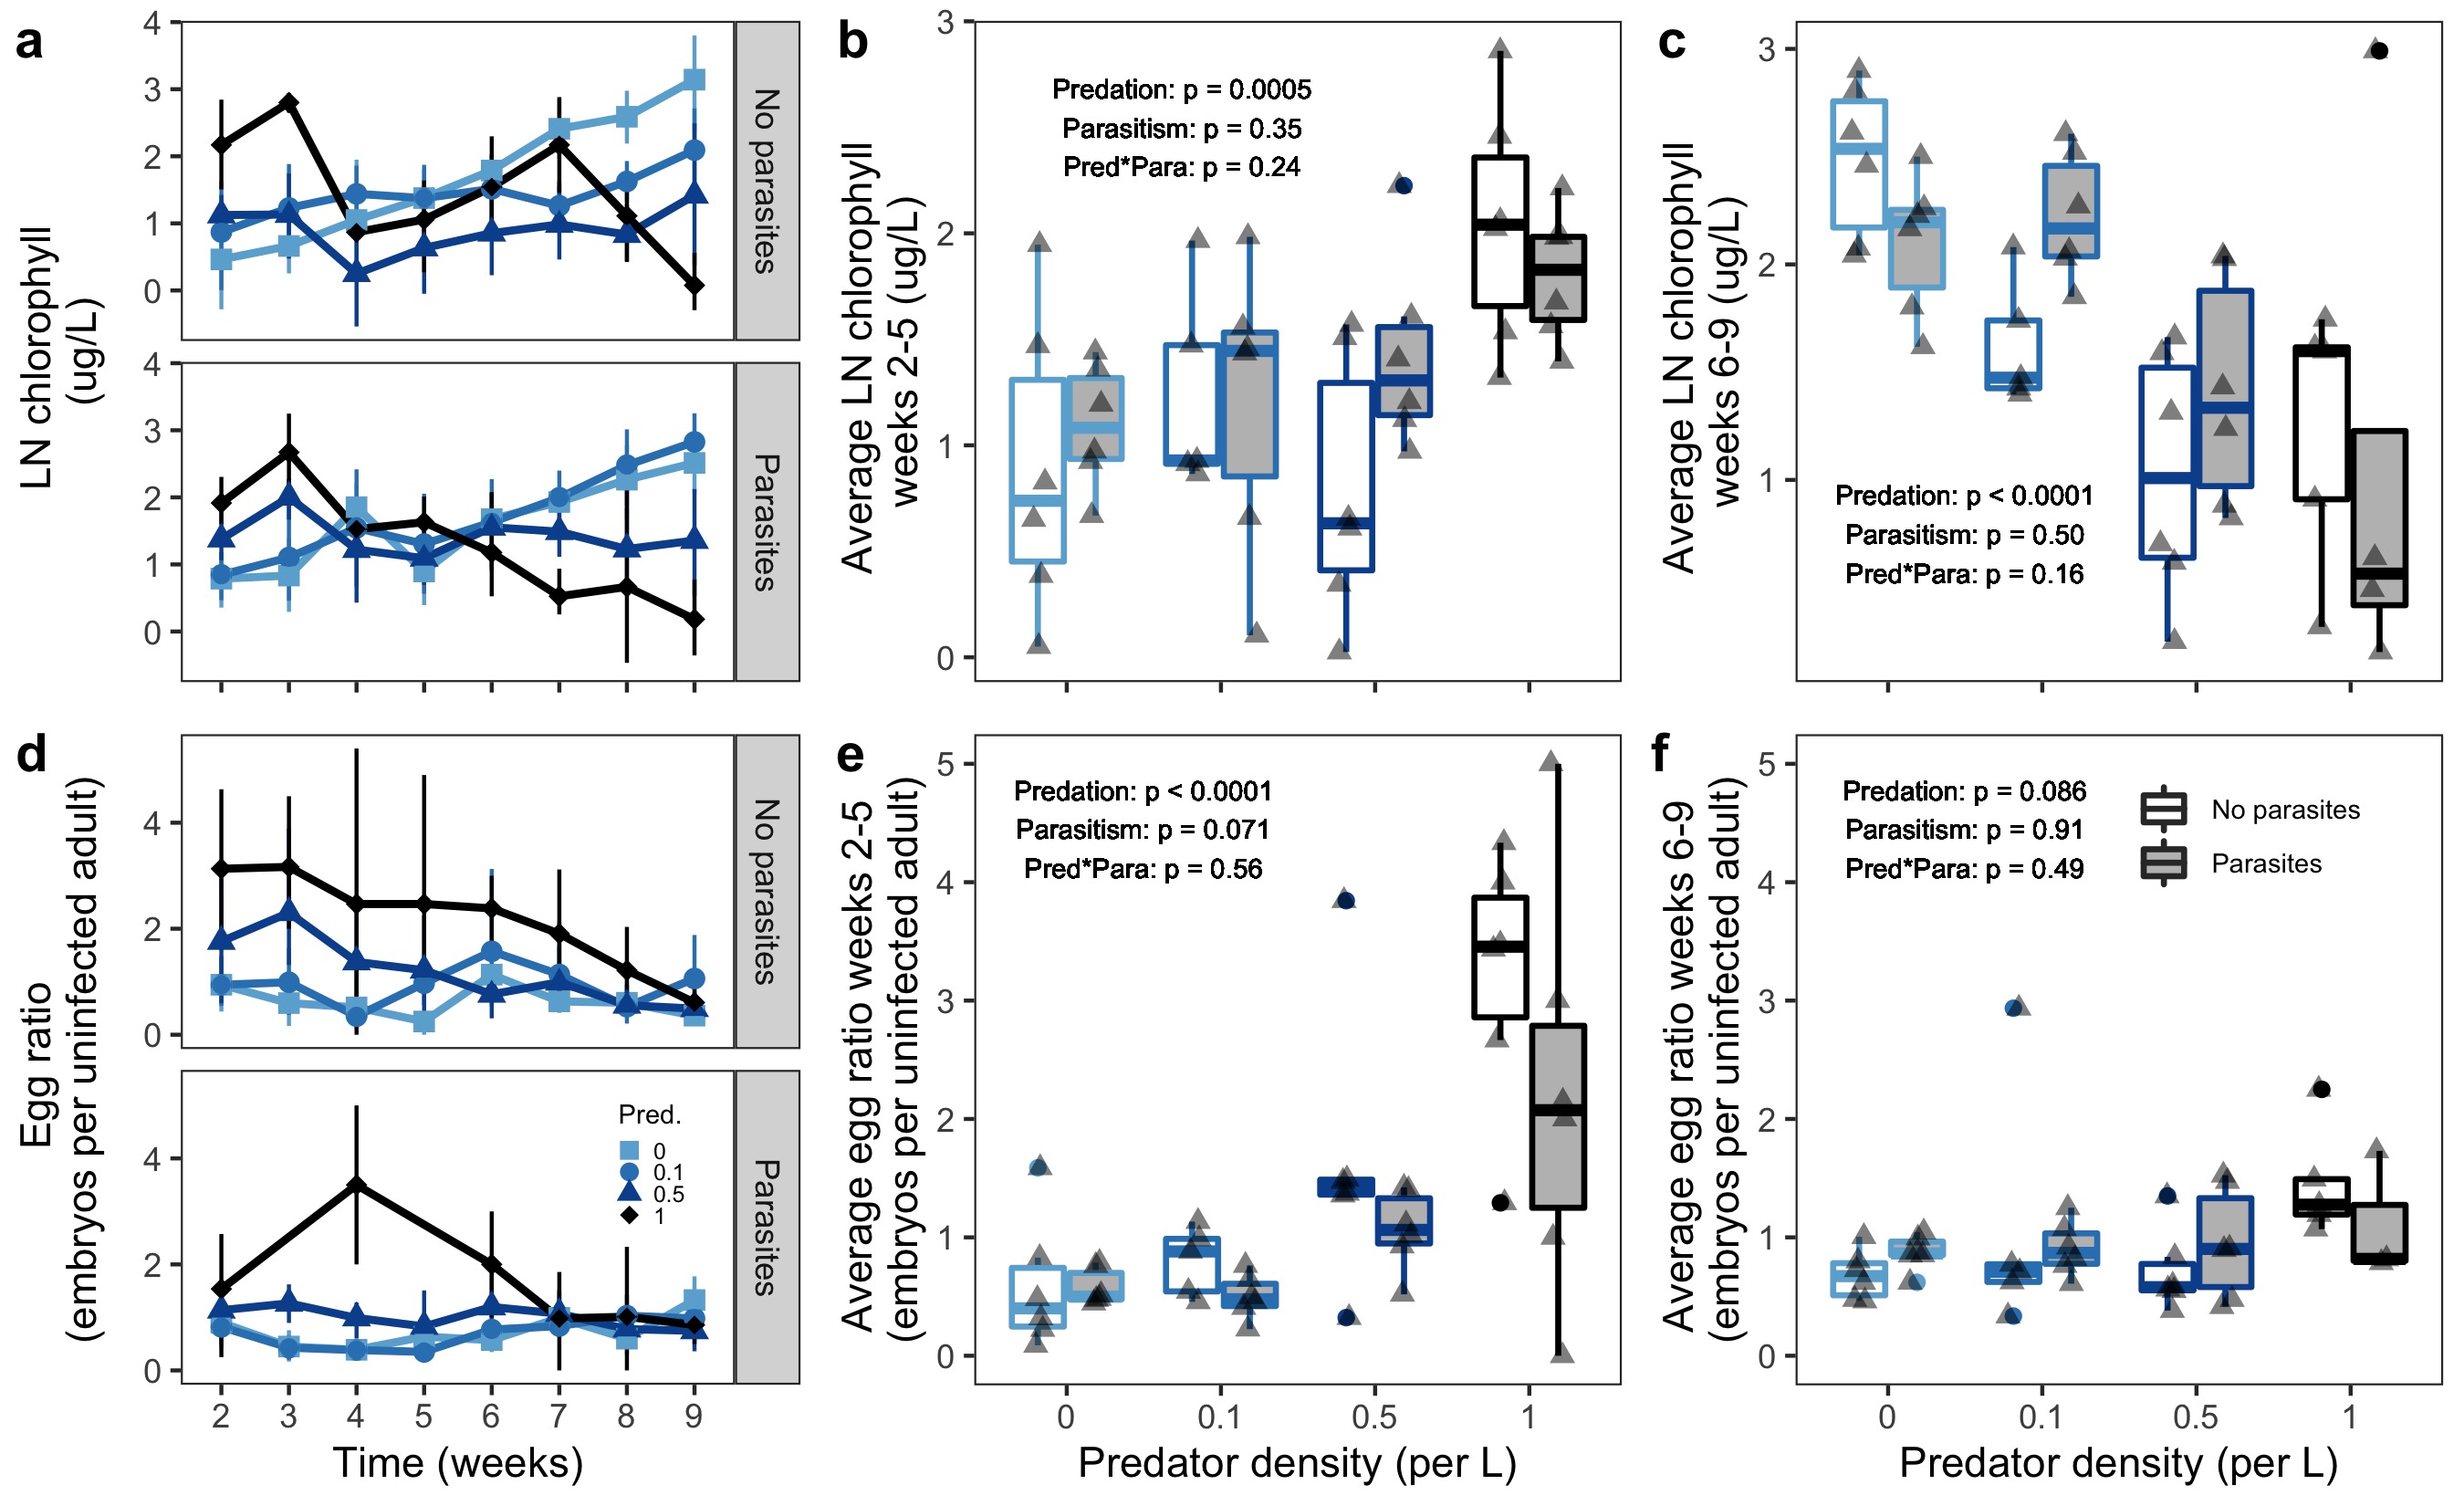 a
LN chlorophyll
(ug/L)
4
3
2
1
0
No parasites
4
3
2
1
0
Parasites
b
Average LN chlorophyll
weeks 2-5 (ug/L)
3
2
1
0
Predation: p = 0.0005
Parasitism: p = 0.35
Pred*Para: p = 0.24
c
Average LN chlorophyll
weeks 6-9 (ug/L)
3
2
1
Predation: p < 0.0001
Parasitism: p = 0.50
Pred*Para: p = 0.16
d
Egg ratio
(embryos per uninfected adult)
4
2
0
No parasites
4
2
0
Pred.
0
0.1
0.5
1
Parasites
2 3 4 5 6 7 8 9
Time (weeks)
e
Average egg ratio weeks 2-5
(embryos per uninfected adult)
5
4
3
2
1
0
Predation: p < 0.0001
Parasitism: p = 0.071
Pred*Para: p = 0.56
0 0.1 0.5 1
Predator density (per L)
f
Average egg ratio weeks 6-9
(embryos per uninfected adult)
5
4
3
2
1
0
Predation: p = 0.086
Parasitism: p = 0.91
Pred*Para: p = 0.49
No parasites
Parasites
0 0.1 0.5 1
Predator density (per L)